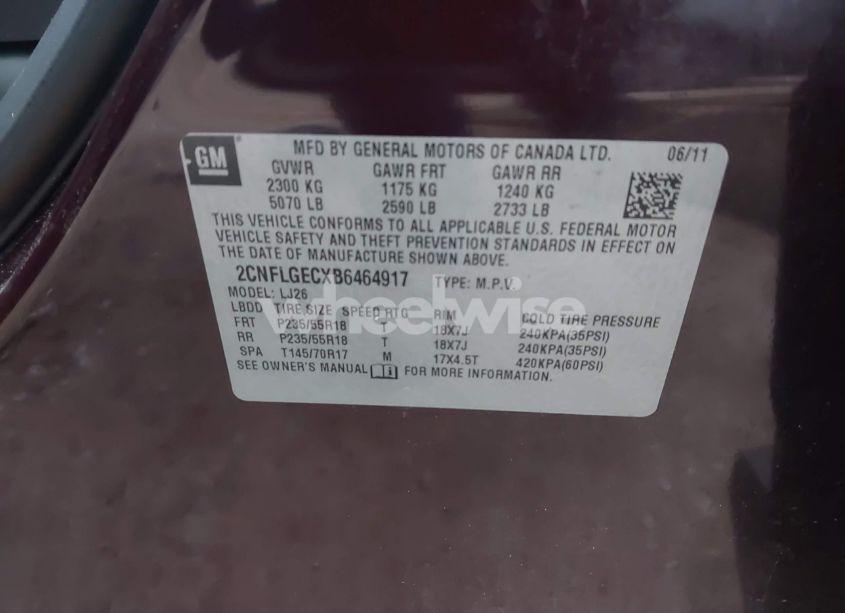 GM MFD BY GENERAL MOTORS OF CANADA LTD. 06/11
GVWR GAWR FRT GAWR RR
2300 KG 1175 KG 1240 KG
5070 LB 2590 LB 2733 LB
THIS VEHICLE CONFORMS TO ALL APPLICABLE U.S. FEDERAL MOTOR
VEHICLE SAFETY AND THEFT PREVENTION STANDARDS IN EFFECT ON
THE DATE OF MANUFACTURE SHOWN ABOVE.
2CNFLGECXB6464917 TYPE: M.P.V.
MODEL: LJ26
LBDD TIRE SIZE SPEED RTG RIM COLD TIRE PRESSURE
FRT P235/55R18 T 18X7J 240KPA(35PSI)
RR P235/55R18 T 18X7J 240KPA(35PSI)
SPA T145/70R17 M 17X4.5T 420KPA(60PSI)
SEE OWNER'S MANUAL FOR MORE INFORMATION.
wheelwise